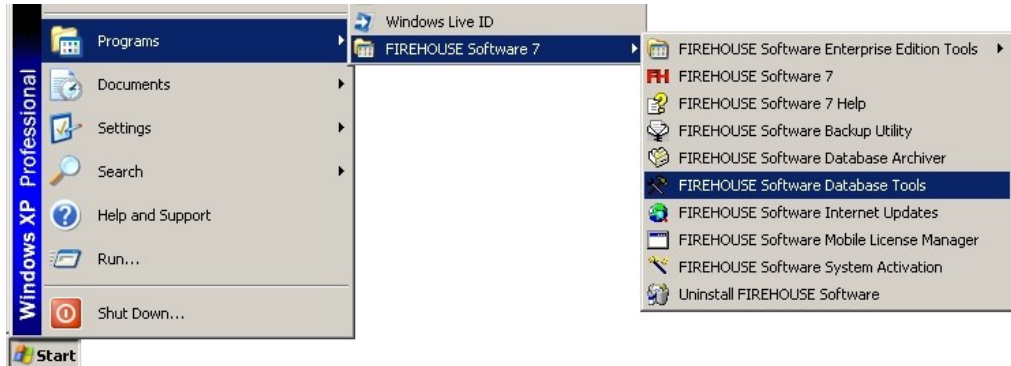 Windows XP Professional
Programs
Documents
Settings
Search
Help and Support
Run...
Shut Down...
Start
Windows Live ID
FIREHOUSE Software 7
FIREHOUSE Software Enterprise Edition Tools
FH FIREHOUSE Software 7
FIREHOUSE Software 7 Help
FIREHOUSE Software Backup Utility
FIREHOUSE Software Database Archiver
FIREHOUSE Software Database Tools
FIREHOUSE Software Internet Updates
FIREHOUSE Software Mobile License Manager
FIREHOUSE Software System Activation
Uninstall FIREHOUSE Software